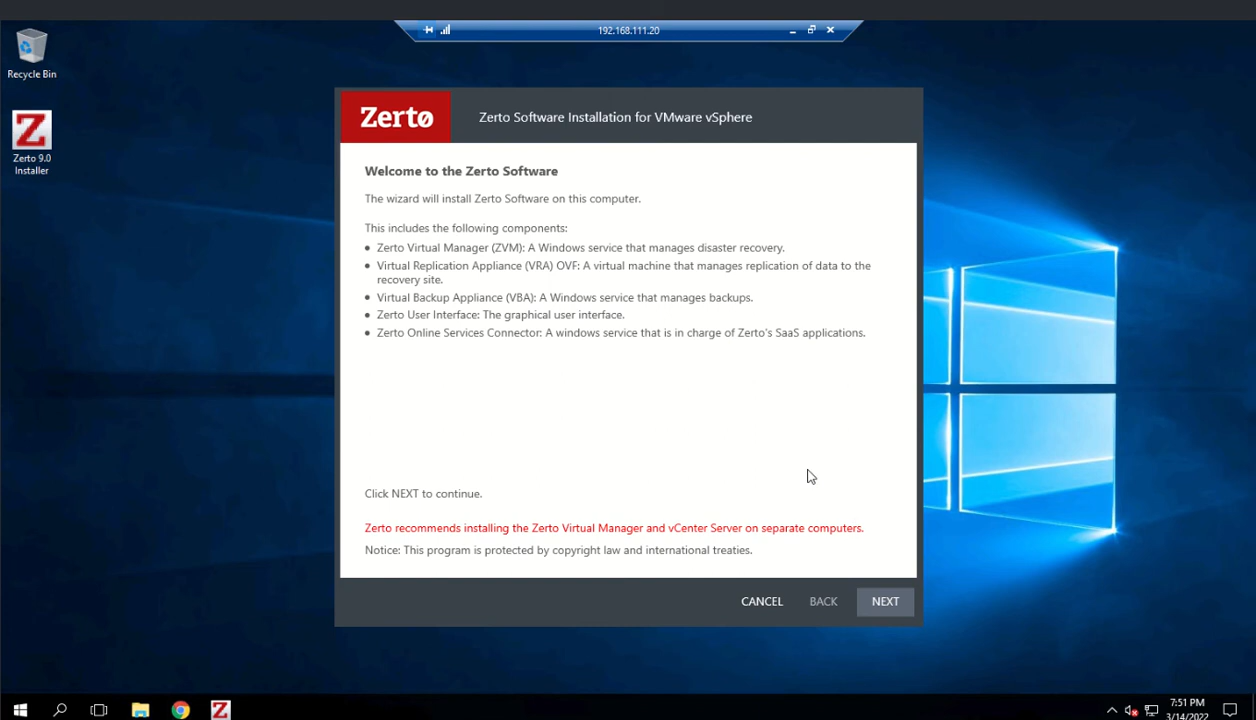 192.168.111.20
Recycle Bin
Zerto 9.0
Installer
Zerto
Zerto Software Installation for VMware vSphere
Welcome to the Zerto Software
The wizard will install Zerto Software on this computer.
This includes the following components:
• Zerto Virtual Manager (ZVM): A Windows service that manages disaster recovery.
• Virtual Replication Appliance (VRA) OVF: A virtual machine that manages replication of data to the
recovery site.
• Virtual Backup Appliance (VBA): A Windows service that manages backups.
• Zerto User Interface: The graphical user interface.
• Zerto Online Services Connector: A windows service that is in charge of Zerto's SaaS applications.
Click NEXT to continue.
Zerto recommends installing the Zerto Virtual Manager and vCenter Server on separate computers.
Notice: This program is protected by copyright law and international treaties.
CANCEL BACK NEXT
7:51 PM
3/14/2022